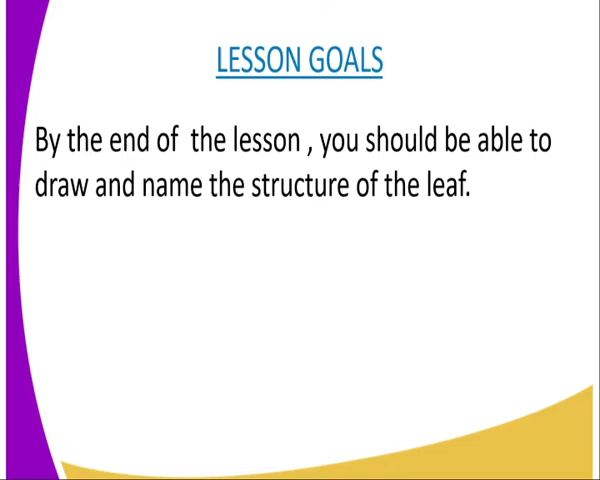 LESSON GOALS
By the end of  the lesson , you should be able to
draw and name the structure of the leaf.